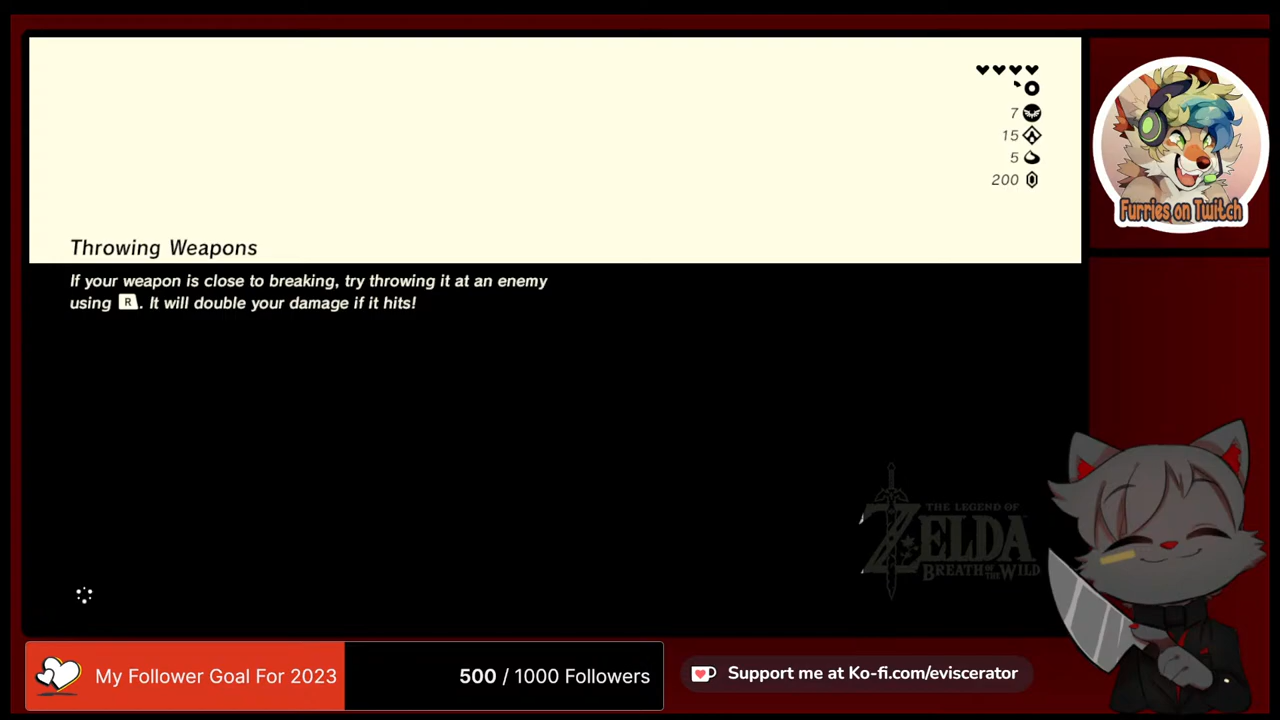 7
15
5
200
Throwing Weapons
If your weapon is close to breaking, try throwing it at an enemy
using R. It will double your damage if it hits!
Furries on Twitch
THE LEGEND OF
ZELDA
BREATH OF THE WILD
My Follower Goal For 2023
500 / 1000 Followers
Support me at Ko-fi.com/eviscerator